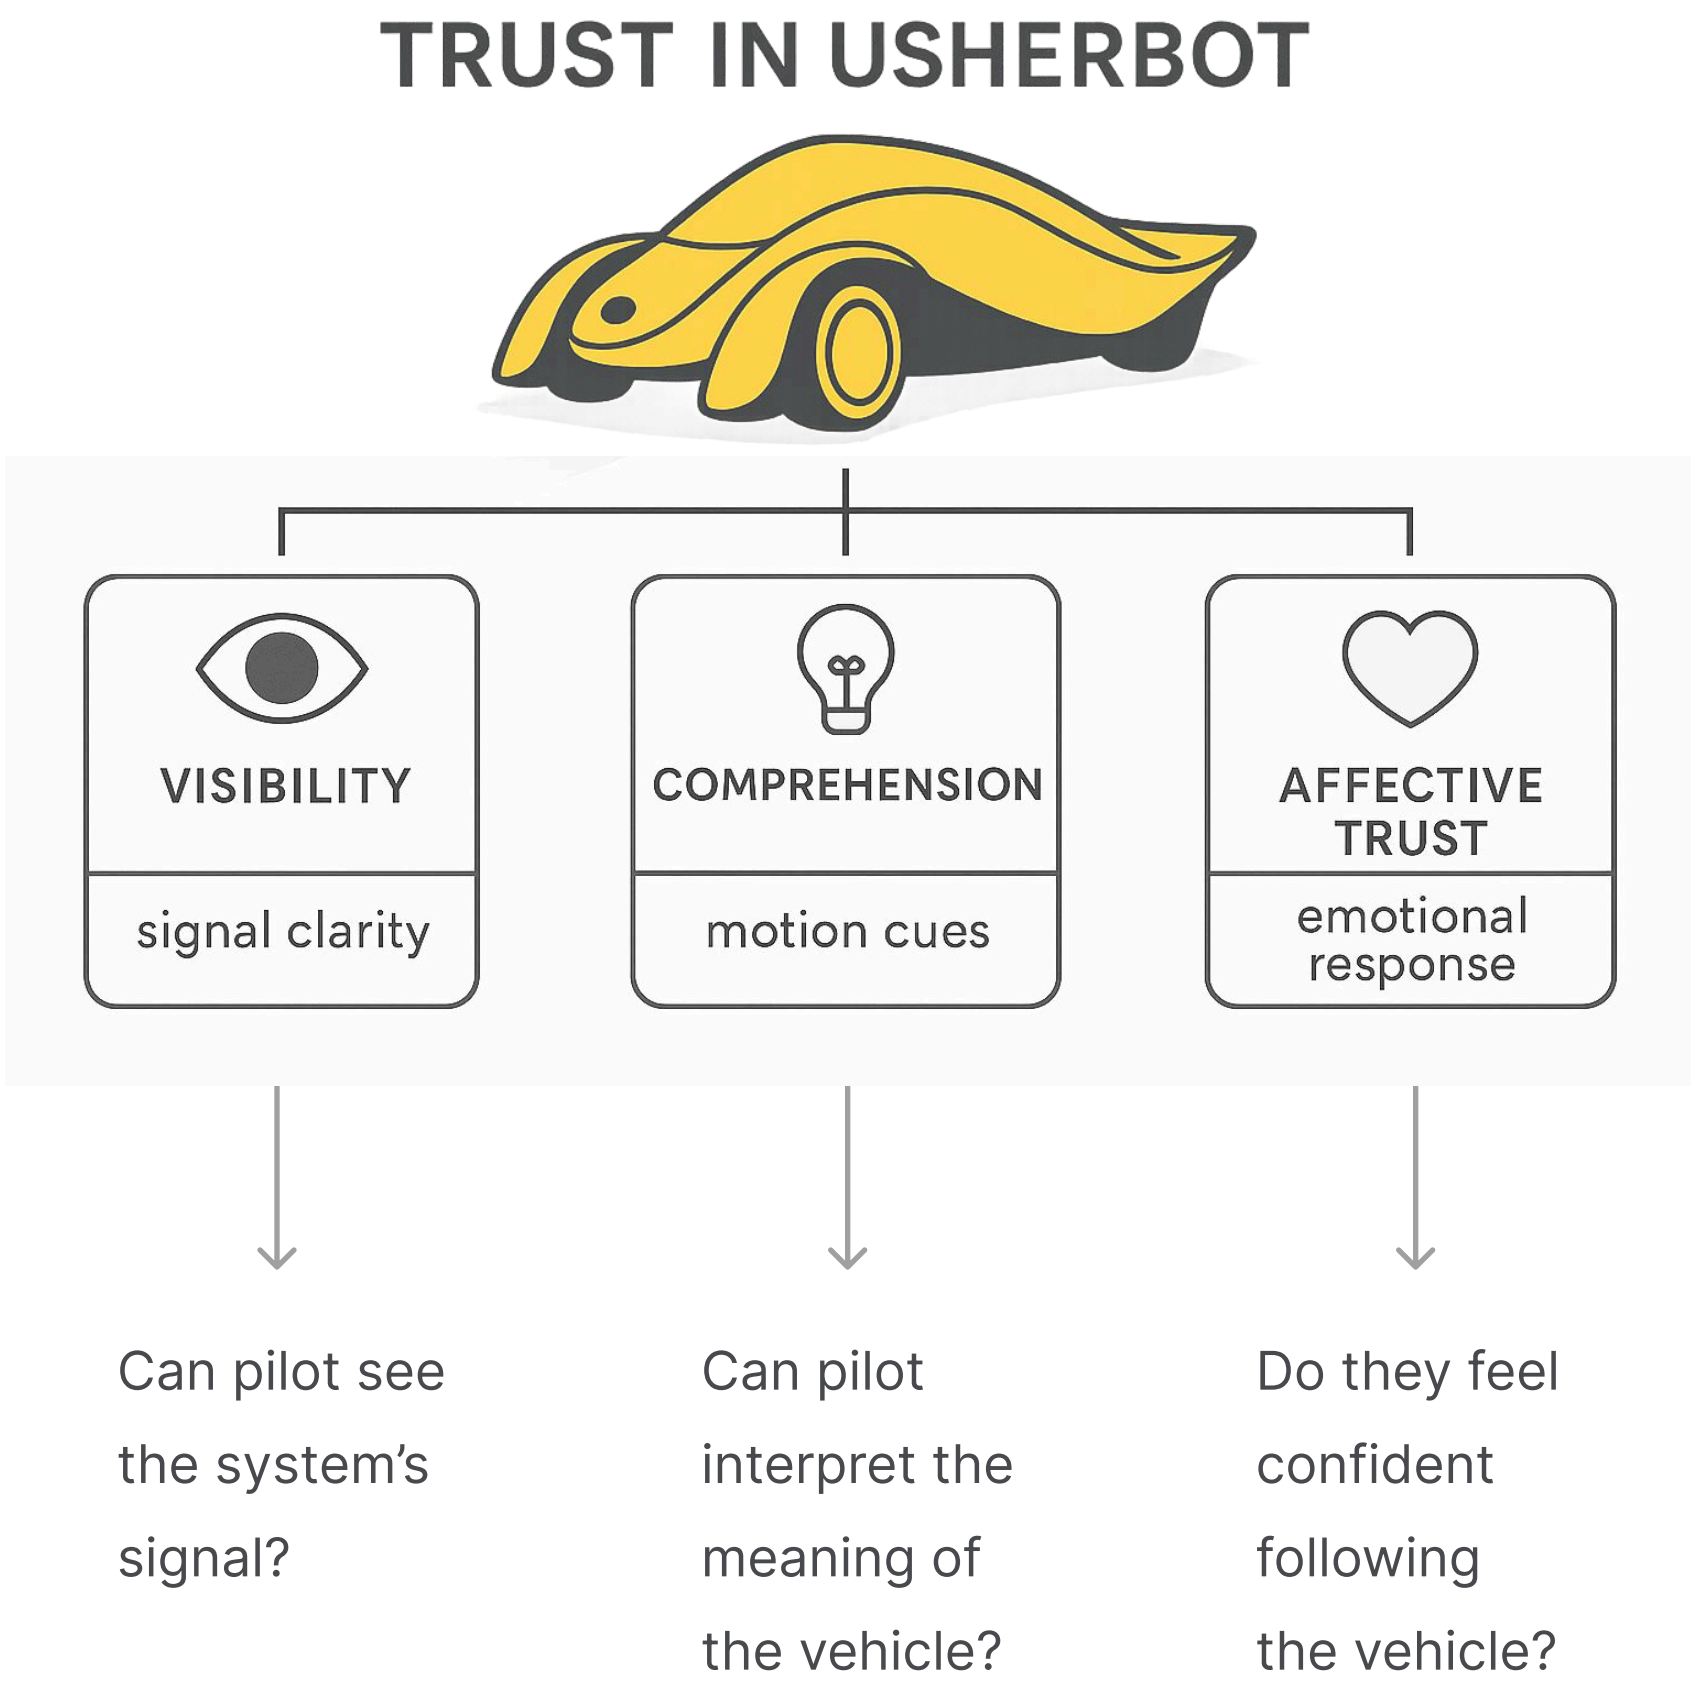 TRUST IN USHERBOT
VISIBILITY
signal clarity
COMPREHENSION
motion cues
AFFECTIVE
TRUST
emotional
response
Can pilot see
the system’s
signal?
Can pilot
interpret the
meaning of
the vehicle?
Do they feel
confident
following
the vehicle?